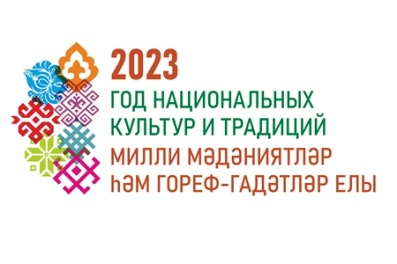 2023
ГОД НАЦИОНАЛЬНЫХ
КУЛЬТУР И ТРАДИЦИЙ
МИЛЛИ МӘДӘНИЯТЛӘР
ҺӘМ ГОРЕФ-ГАДӘТЛӘР ЕЛЫ